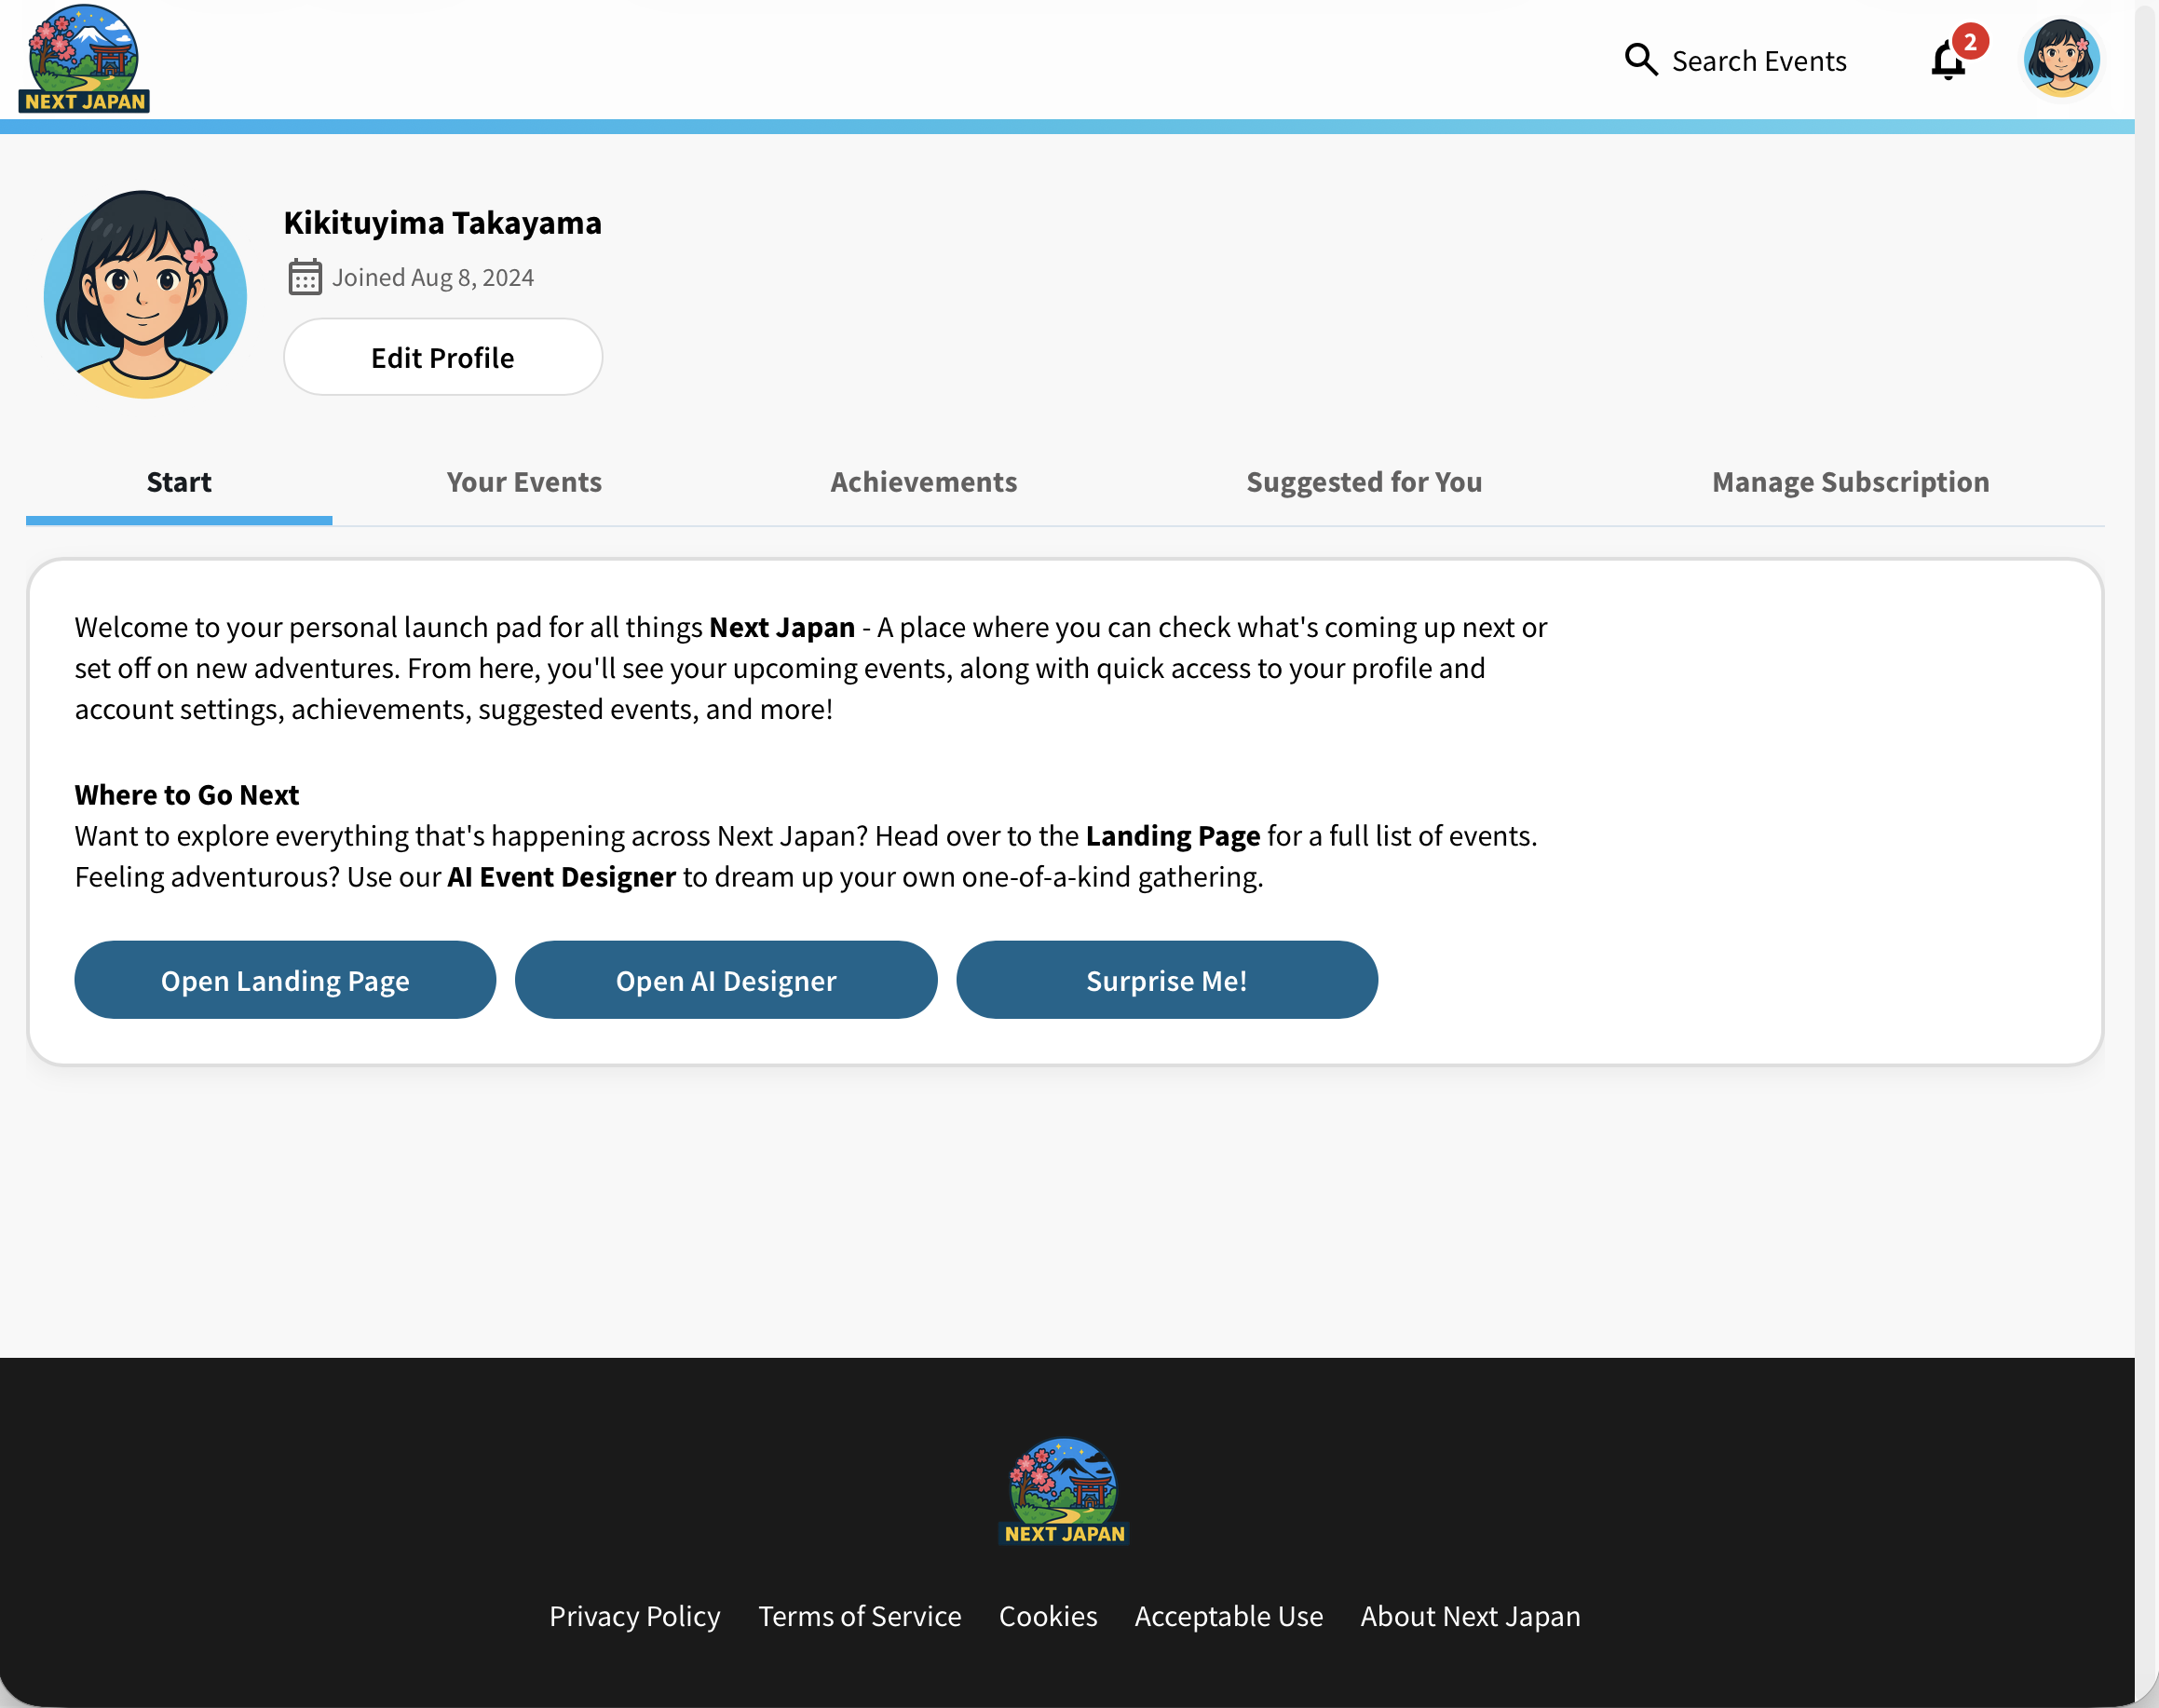 NEXT JAPAN
Search Events
2
Kikituyima Takayama
Joined Aug 8, 2024
Edit Profile
Start
Your Events
Achievements
Suggested for You
Manage Subscription
Welcome to your personal launch pad for all things Next Japan - A place where you can check what's coming up next or
set off on new adventures. From here, you'll see your upcoming events, along with quick access to your profile and
account settings, achievements, suggested events, and more!
Where to Go Next
Want to explore everything that's happening across Next Japan? Head over to the Landing Page for a full list of events.
Feeling adventurous? Use our AI Event Designer to dream up your own one-of-a-kind gathering.
Open Landing Page
Open AI Designer
Surprise Me!
NEXT JAPAN
Privacy Policy
Terms of Service
Cookies
Acceptable Use
About Next Japan